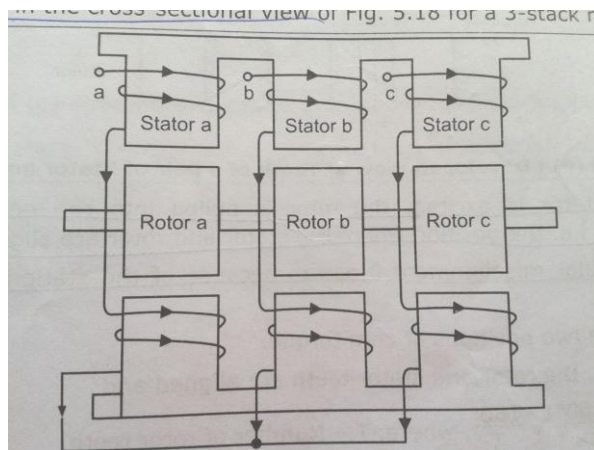 in the cross sectional view of Fig. 5.18 for a 3-stack
a b c
Stator a Stator b Stator c
Rotor a Rotor b Rotor c